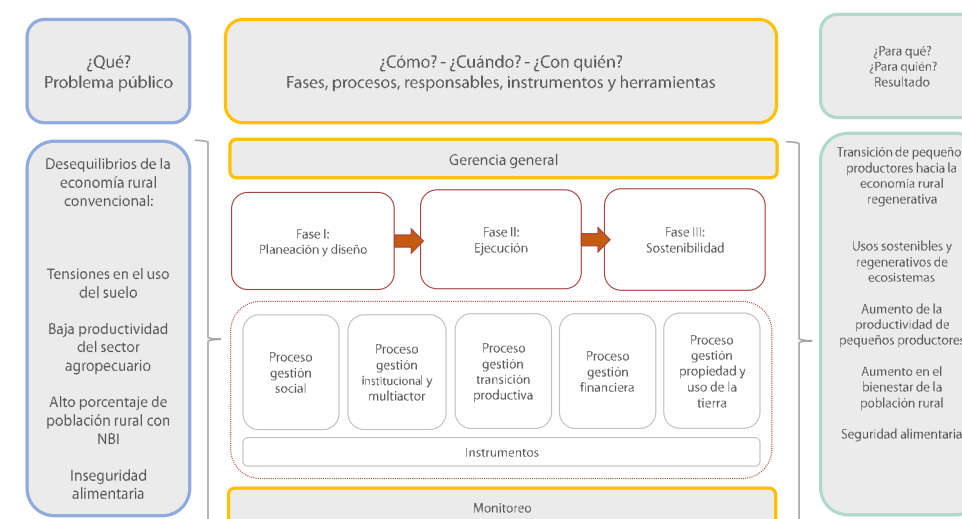 ¿Qué?
Problema público
¿Cómo? - ¿Cuándo? - ¿Con quién?
Fases, procesos, responsables, instrumentos y herramientas
¿Para qué?
¿Para quién?
Resultado
Desequilibrios de la
economía rural
convencional:
Tensiones en el uso
del suelo
Baja productividad
del sector
agropecuario
Alto porcentaje de
población rural con
NBI
Inseguridad
alimentaria
Gerencia general
Fase I:
Planeación y diseño
Fase II:
Ejecución
Fase III:
Sostenibilidad
Proceso
gestión
social
Proceso
gestión
institucional y
multiactor
Proceso
gestión
transición
productiva
Proceso
gestión
financiera
Proceso
gestión
propiedad y
uso de la
tierra
Instrumentos
Monitoreo
Transición de pequeño
productores hacia la
economía rural
regenerativa
Usos sostenibles y
regenerativos de
ecosistemas
Aumento de la
productividad de
pequeños productores
Aumento en el
bienestar de la
población rural
Seguridad alimentaria